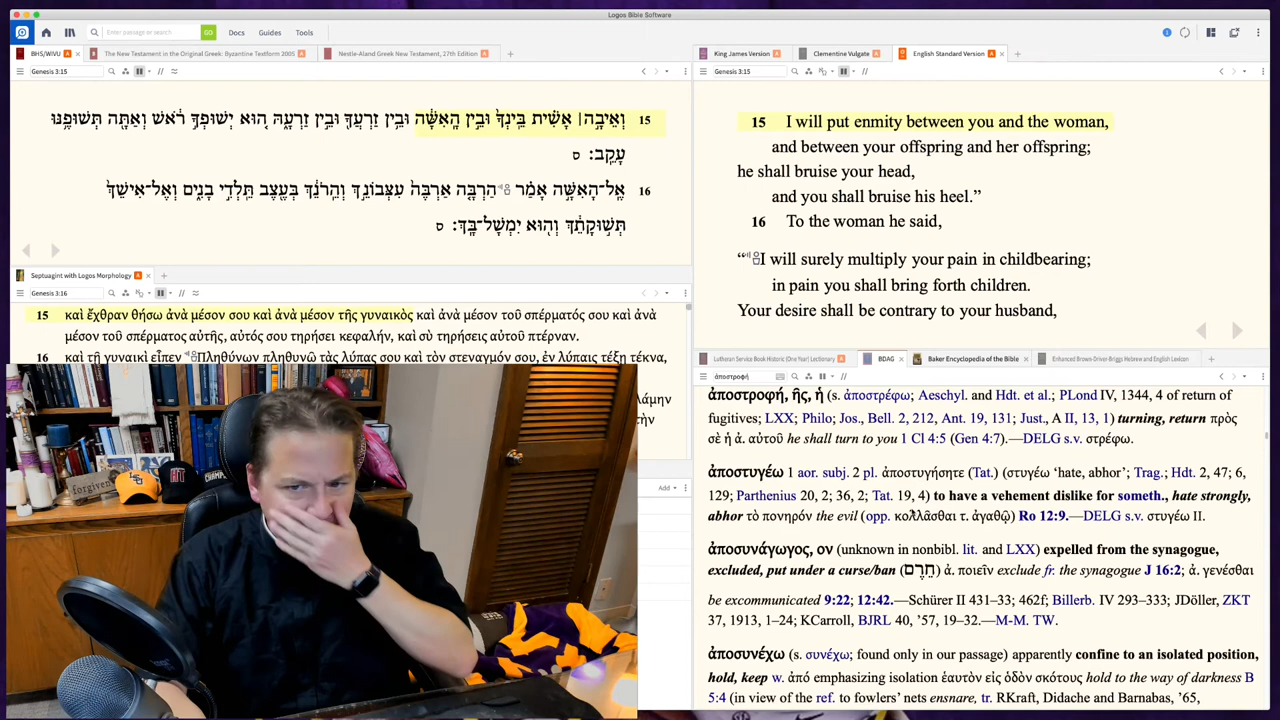 Logos Bible Software
Enter passage or search
GO
Docs
Guides
Tools
BHS/WIVU
The New Testament in the Original Greek: Byzantine Textform 2005
Nestle-Aland Greek New Testament, 27th Edition
Genesis 3:15
15 וְאֵיבָ֣ה׀ אָשִׁ֗ית בֵּֽינְךָ֙ וּבֵ֣ין הָֽאִשָּׁ֔ה וּבֵ֥ין זַרְעֲךָ֖ וּבֵ֣ין זַרְעָ֑הּ ה֚וּא יְשׁוּפְךָ֣ רֹ֔אשׁ וְאַתָּ֖ה תְּשׁוּפֶ֥נּוּ
עָקֵֽב׃ ס
16 אֶֽל־הָאִשָּׁ֣ה אָמַ֗ר הַרְבָּ֤ה אַרְבֶּה֙ עִצְּבוֹנֵ֣ךְ וְהֵֽרֹנֵ֔ךְ בְּעֶ֖צֶב תֵּֽלְדִ֣י בָנִ֑ים וְאֶל־אִישֵׁךְ֙
תְּשׁ֣וּקָתֵ֔ךְ וְה֖וּא יִמְשָׁל־בָּֽךְ׃ ס
Septuagint with Logos Morphology
Genesis 3:16
15 καὶ ἔχθραν θήσω ἀνὰ μέσον σου καὶ ἀνὰ μέσον τῆς γυναικὸς καὶ ἀνὰ μέσον τοῦ σπέρματός σου καὶ ἀνὰ
μέσον τοῦ σπέρματος αὐτῆς, αὐτός σου τηρήσει κεφαλήν, καὶ σὺ τηρήσεις αὐτοῦ πτέρναν.
16 καὶ τῇ γυναικὶ εἶπεν Πληθύνων πληθυνῶ τὰς λύπας σου καὶ τὸν στεναγμόν σου, ἐν λύπαις τέξῃ τέκνα,
Add
forgiven
SF
King James Version
Clementine Vulgate
English Standard Version
Genesis 3:15
15 I will put enmity between you and the woman,
and between your offspring and her offspring;
he shall bruise your head,
and you shall bruise his heel.”
16 To the woman he said,
“I will surely multiply your pain in childbearing;
in pain you shall bring forth children.
Your desire shall be contrary to your husband,
Lutheran Service Book Historic (One Year) Lectionary
BDAG
Baker Encyclopedia of the Bible
Enhanced Brown-Driver-Briggs Hebrew and English Lexicon
ἀποστροφή
ἀποστροφή, ῆς, ἡ (s. ἀποστρέφω; Aeschyl. and Hdt. et al.; PLond IV, 1344, 4 of return of
fugitives; LXX; Philo; Jos., Bell. 2, 212, Ant. 19, 131; Just., A II, 13, 1) turning, return πρὸς
σὲ ἡ ἀ. αὐτοῦ he shall turn to you 1 Cl 4:5 (Gen 4:7).—DELG s.v. στρέφω.
ἀποστυγέω 1 aor. subj. 2 pl. ἀποστυγήσητε (Tat.) (στυγέω ‘hate, abhor’; Trag.; Hdt. 2, 47; 6,
129; Parthenius 20, 2; 36, 2; Tat. 19, 4) to have a vehement dislike for someth., hate strongly,
abhor τὸ πονηρόν the evil (opp. κολλᾶσθαι τ. ἀγαθῷ) Ro 12:9.—DELG s.v. στυγέω II.
ἀποσυνάγωγος, ον (unknown in nonbibl. lit. and LXX) expelled from the synagogue,
excluded, put under a curse/ban (חֵרֶם) ἀ. ποιεῖν exclude fr. the synagogue J 16:2; ἀ. γενέσθαι
be excommunicated 9:22; 12:42.—Schürer II 431–33; 462f; Billerb. IV 293–333; JDöller, ZKT
37, 1913, 1–24; KCarroll, BJRL 40, ’57, 19–32.—M-M. TW.
ἀποσυνέχω (s. συνέχω; found only in our passage) apparently confine to an isolated position,
hold, keep w. ἀπό emphasizing isolation ἑαυτὸν εἰς ὁδὸν σκότους hold to the way of darkness B
5:4 (in view of the ref. to fowlers’ nets ensnare, tr. RKraft, Didache and Barnabas, ’65,